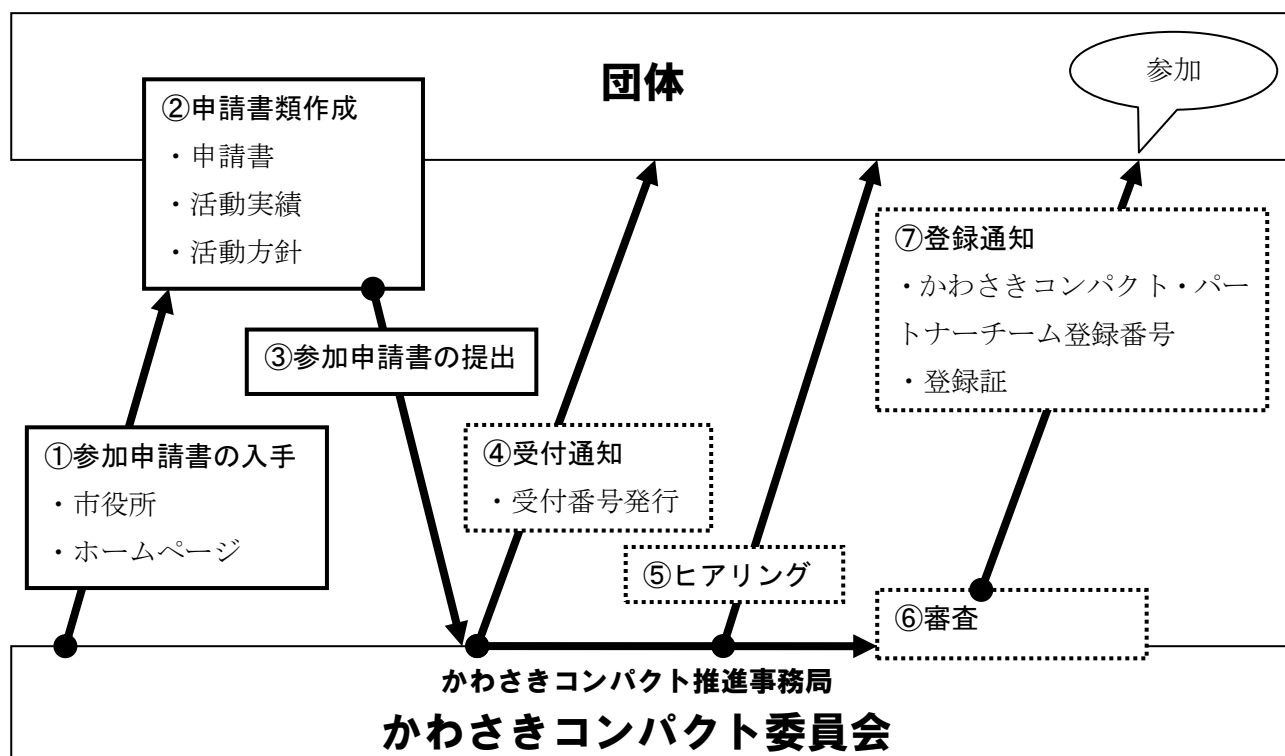 団体
参加
②申請書類作成
・申請書
・活動実績
・活動方針
⑦登録通知
・かわさきコンパクト・パー
トナーチーム登録番号
・登録証
③参加申請書の提出
①参加申請書の入手
・市役所
・ホームページ
④受付通知
・受付番号発行
⑤ヒアリング
⑥審査
かわさきコンパクト推進事務局
かわさきコンパクト委員会